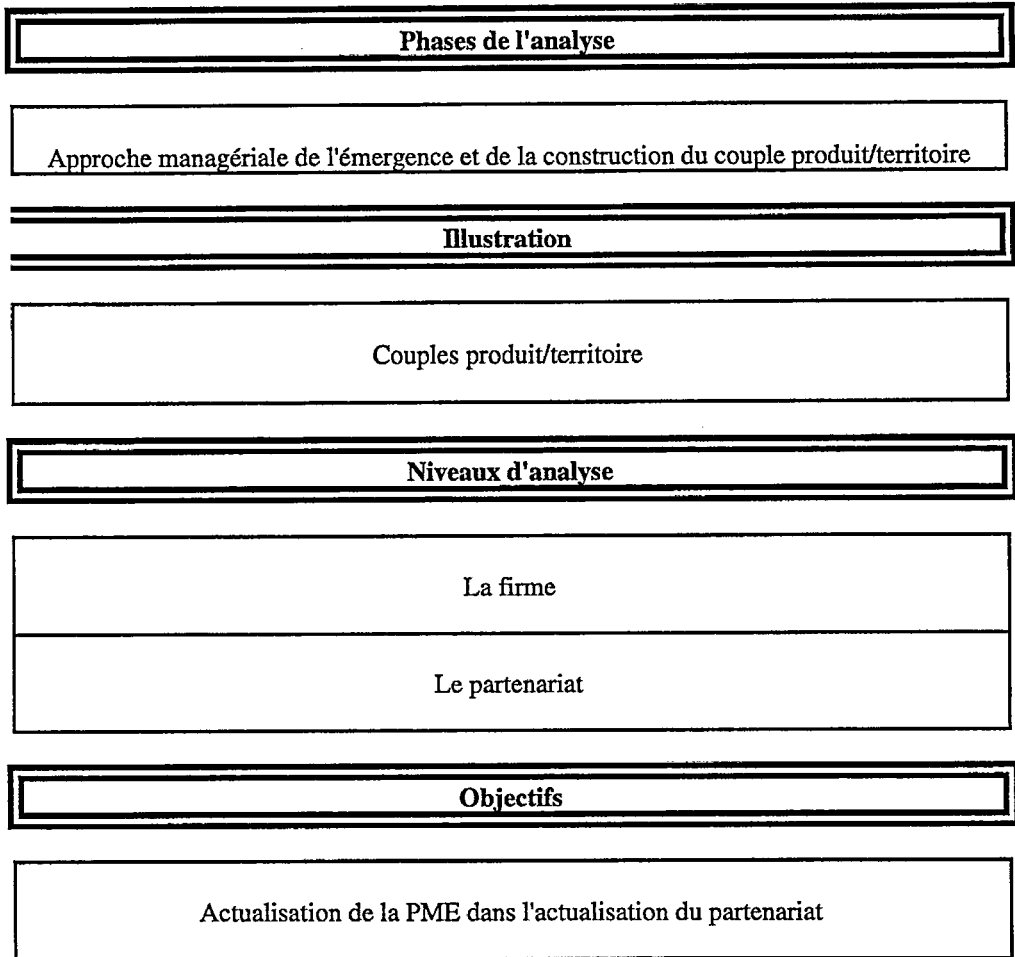 Phases de l'analyse
Approche managériale de l'émergence et de la construction du couple produit/territoire
Illustration
Couples produit/territoire
Niveaux d'analyse
La firme
Le partenariat
Objectifs
Actualisation de la PME dans l'actualisation du partenariat